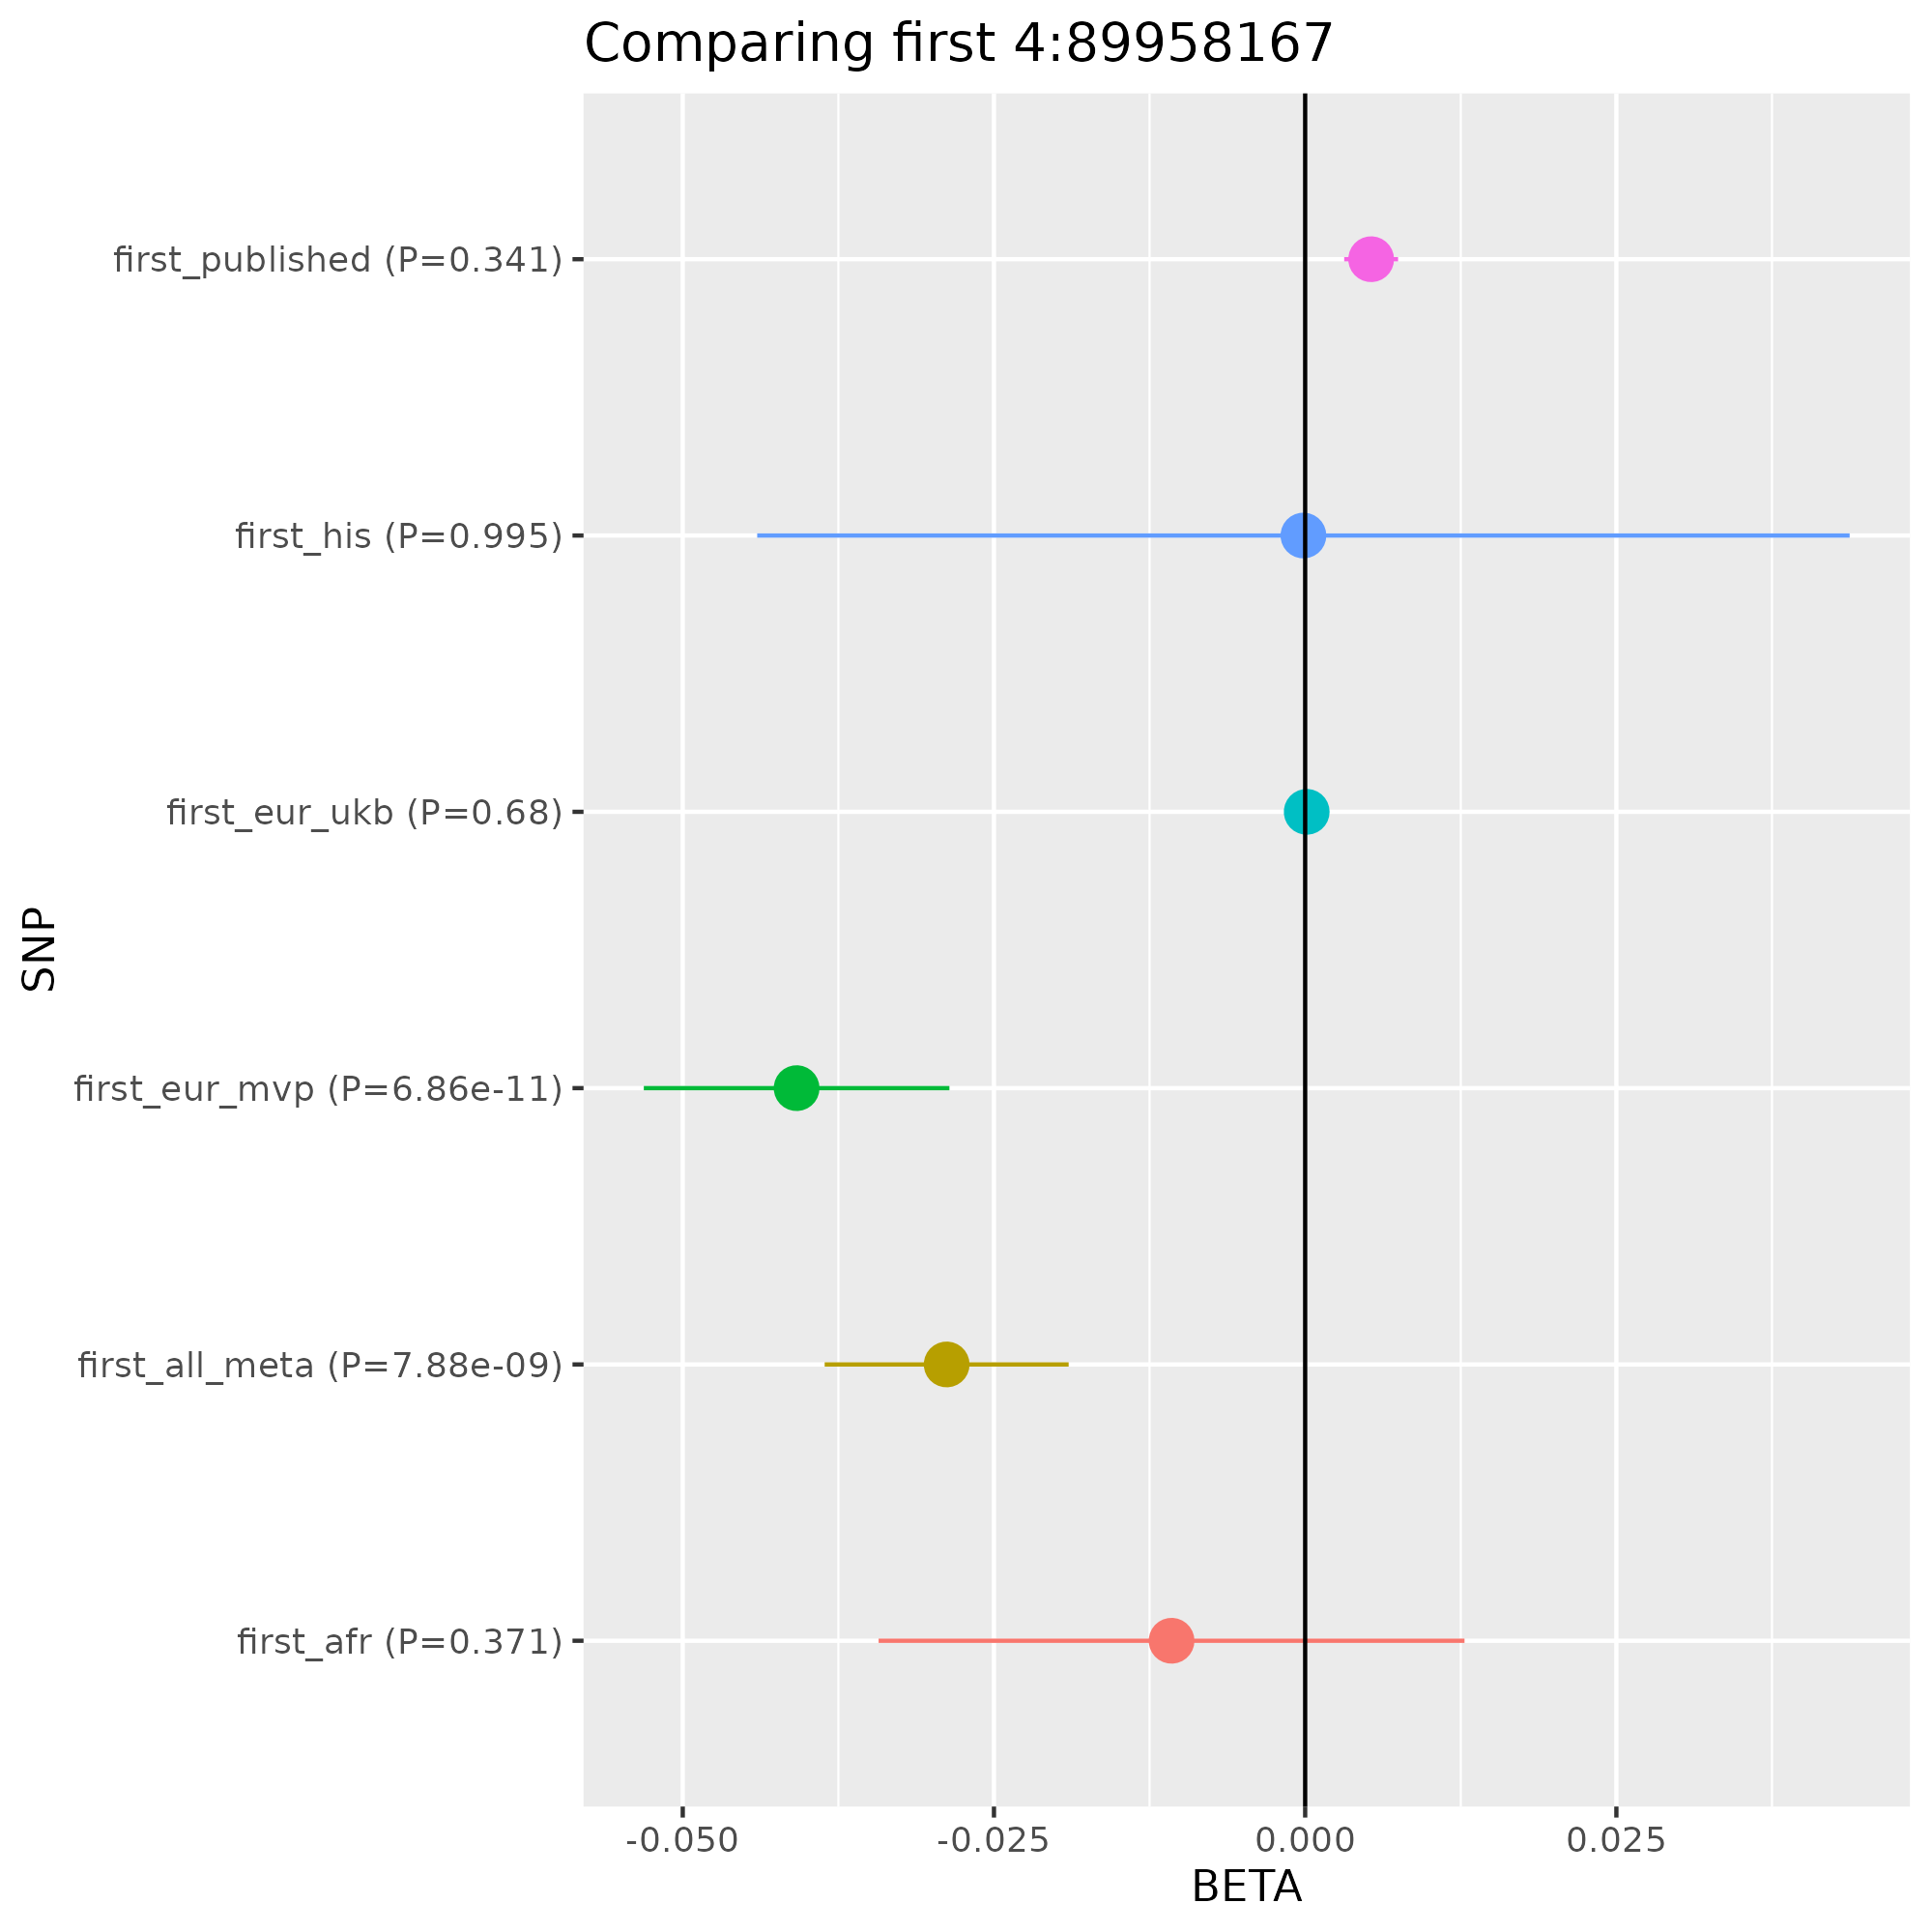 Comparing first 4:89958167
first_published (P=0.341)
first_his (P=0.995)
first_eur_ukb (P=0.68)
SNP
first_eur_mvp (P=6.86e-11)
first_all_meta (P=7.88e-09)
first_afr (P=0.371)
-0.050 -0.025 0.000 0.025
BETA